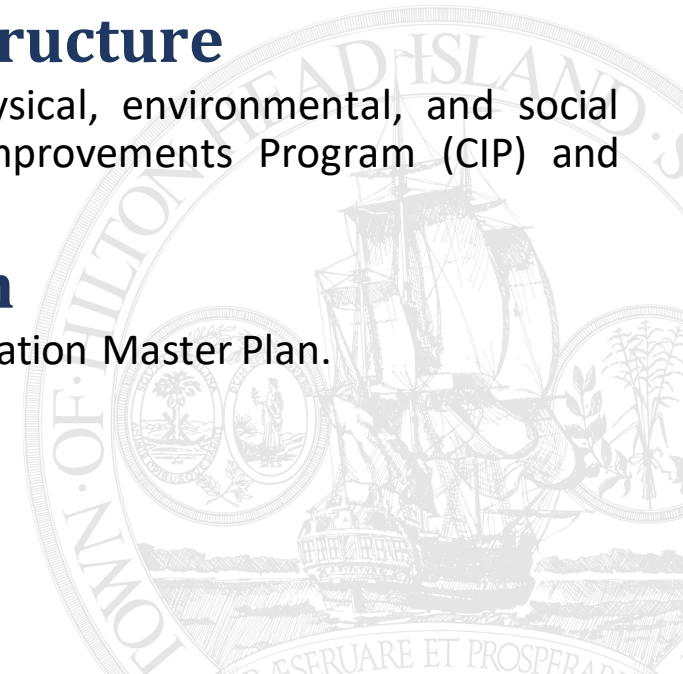 ructure
ysical, environmental, and social
nprovements Program (CIP) and
n
ation Master Plan.
TOWN · OF · HILTON HEAD ISLAND · S
ESERUARE ET PROSPERA